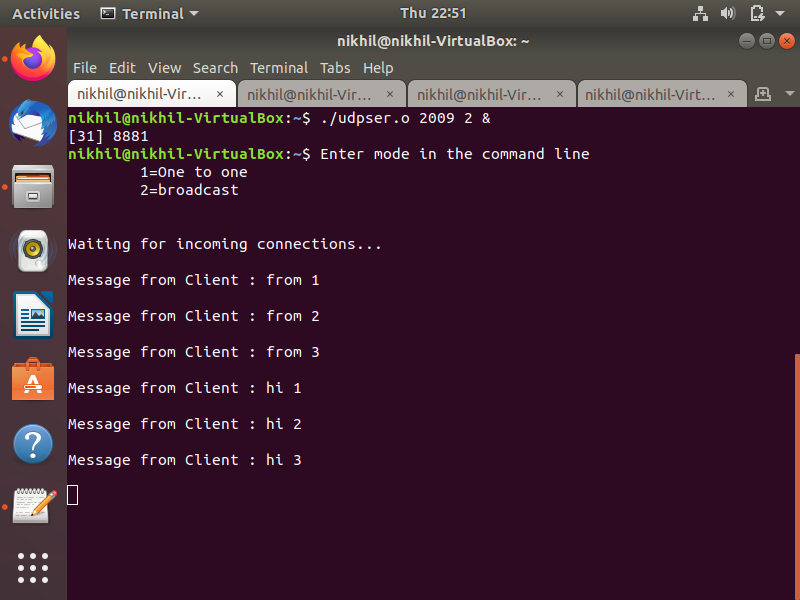 Activities Terminal Thu 22:51
nikhil@nikhil-VirtualBox: ~
File Edit View Search Terminal Tabs Help
nikhil@nikhil-Vir... × nikhil@nikhil-Vir... × nikhil@nikhil-Vir... × nikhil@nikhil-Virt... ×
nikhil@nikhil-VirtualBox:~$ ./udpser.o 2009 2 &
[31] 8881
nikhil@nikhil-VirtualBox:~$ Enter mode in the command line
1=One to one
2=broadcast
Waiting for incoming connections...
Message from Client : from 1
Message from Client : from 2
Message from Client : from 3
Message from Client : hi 1
Message from Client : hi 2
Message from Client : hi 3